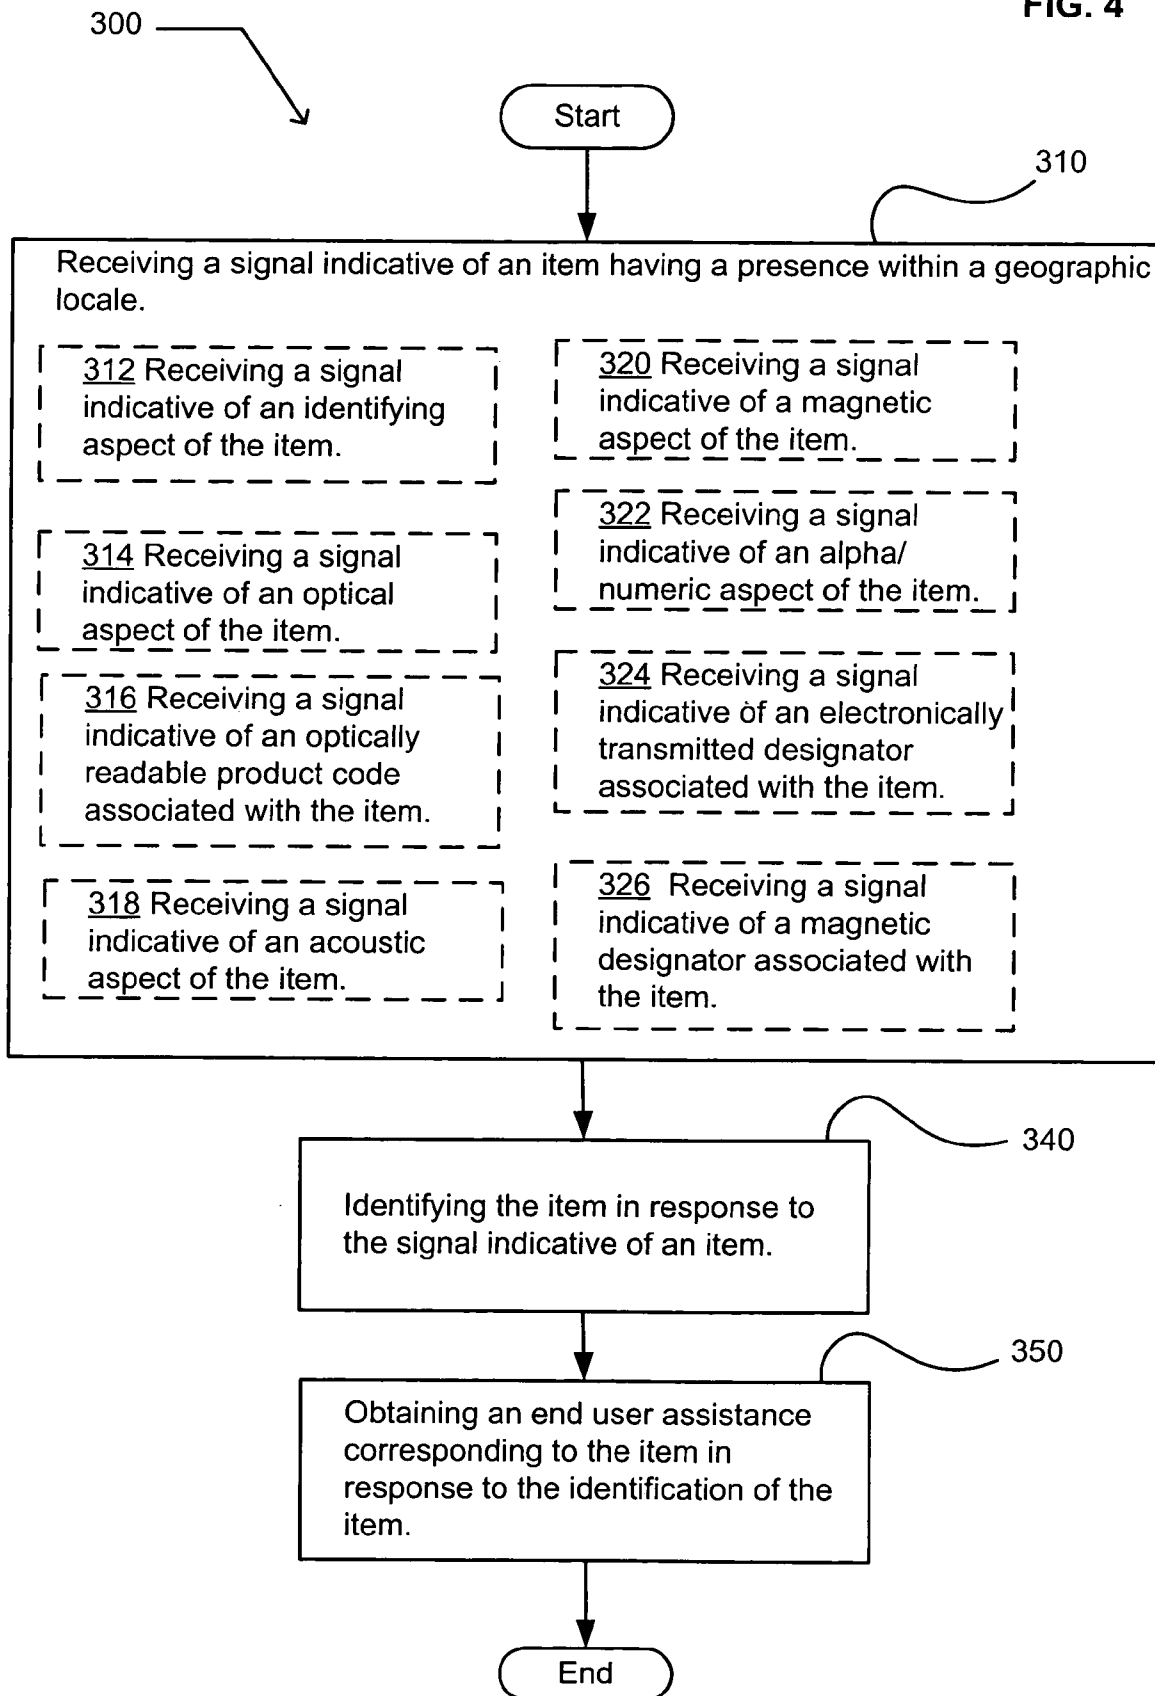 FIG. 4
300
Start
310
Receiving a signal indicative of an item having a presence within a geographic
locale.
312 Receiving a signal
indicative of an identifying
aspect of the item.
314 Receiving a signal
indicative of an optical
aspect of the item.
316 Receiving a signal
indicative of an optically
readable product code
associated with the item.
318 Receiving a signal
indicative of an acoustic
aspect of the item.
320 Receiving a signal
indicative of a magnetic
aspect of the item.
322 Receiving a signal
indicative of an alpha/
numeric aspect of the item.
324 Receiving a signal
indicative of an electronically
transmitted designator
associated with the item.
326 Receiving a signal
indicative of a magnetic
designator associated with
the item.
340
Identifying the item in response to
the signal indicative of an item.
350
Obtaining an end user assistance
corresponding to the item in
response to the identification of the
item.
End